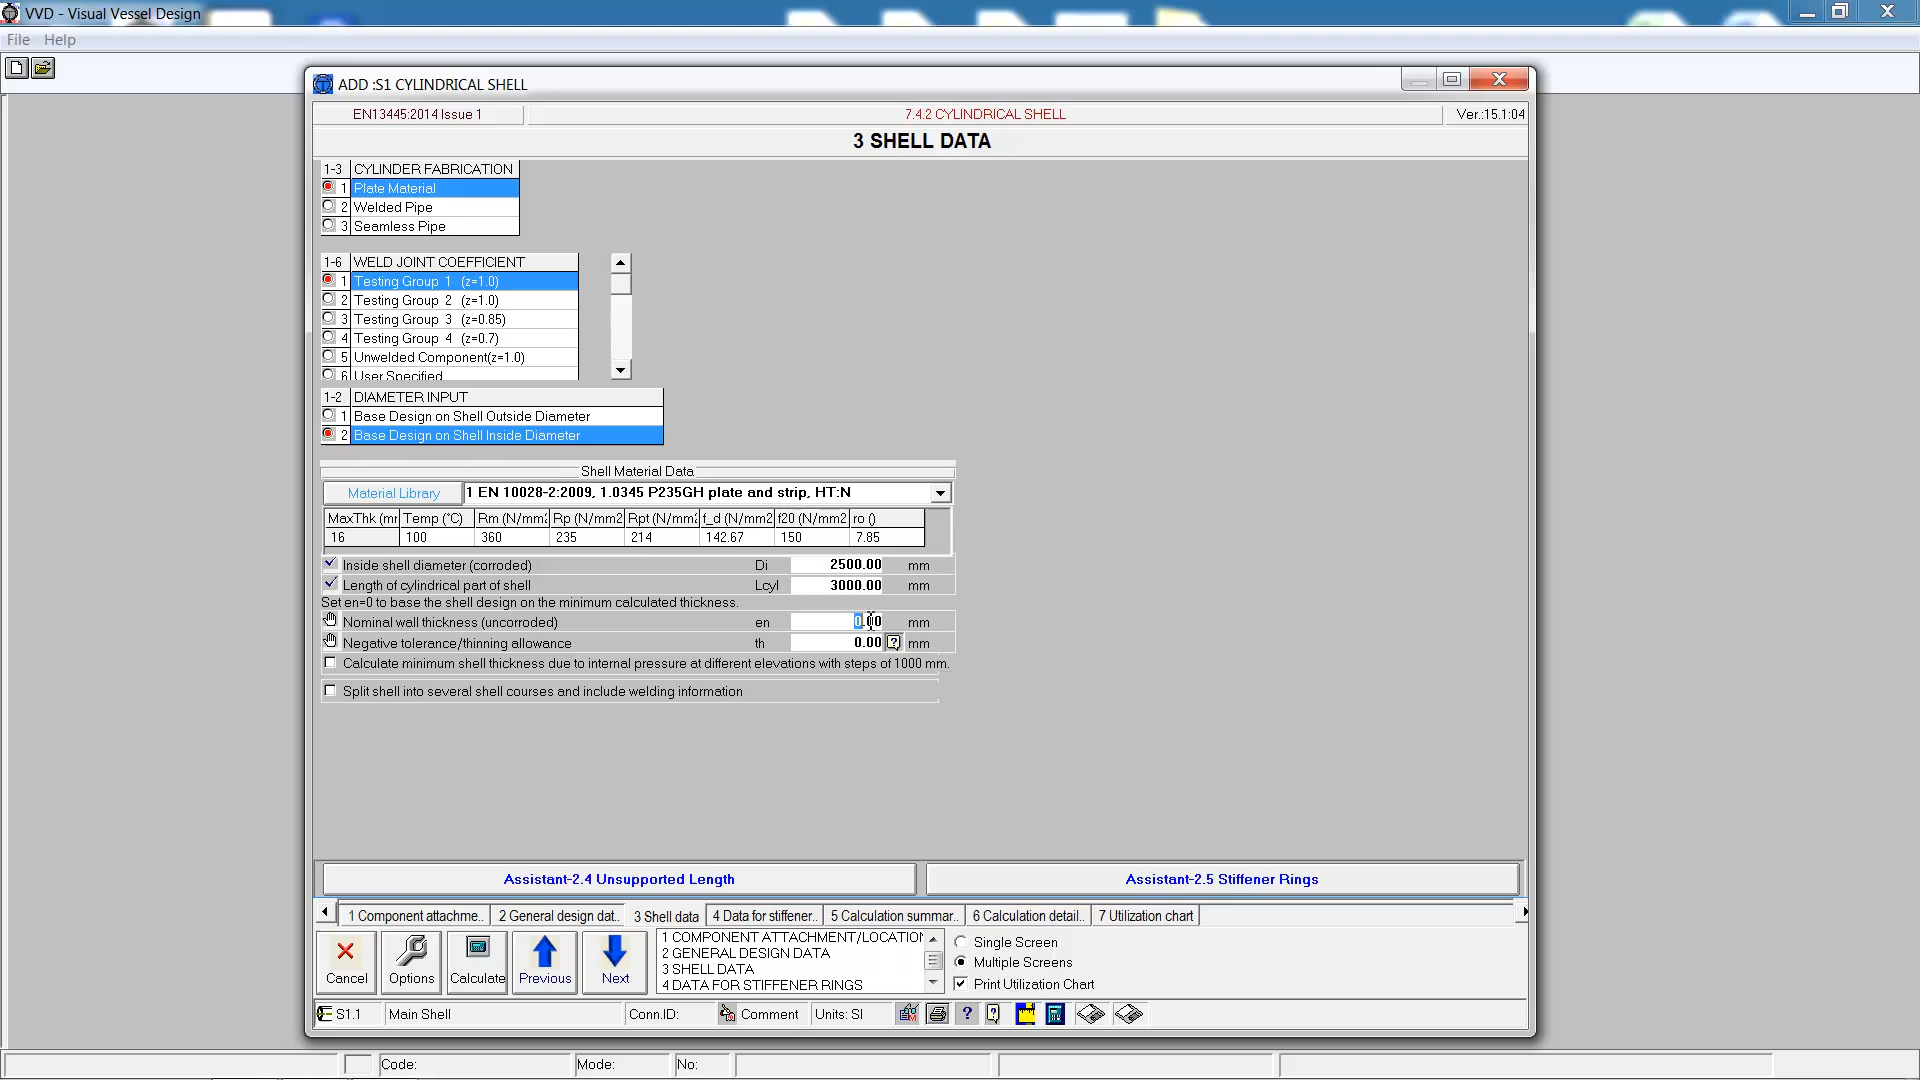 VVD - Visual Vessel Design
File Help
ADD :S1 CYLINDRICAL SHELL
EN13445:2014 Issue 1
7.4.2 CYLINDRICAL SHELL
Ver.:15.1:04
3 SHELL DATA
1-3 CYLINDER FABRICATION
1 Plate Material
2 Welded Pipe
3 Seamless Pipe
1-6 WELD JOINT COEFFICIENT
1 Testing Group 1 (z=1.0)
2 Testing Group 2 (z=1.0)
3 Testing Group 3 (z=0.85)
4 Testing Group 4 (z=0.7)
5 Unwelded Component(z=1.0)
6 User Specified
1-2 DIAMETER INPUT
1 Base Design on Shell Outside Diameter
2 Base Design on Shell Inside Diameter
Shell Material Data
Material Library 1 EN 10028-2:2009, 1.0345 P235GH plate and strip, HT:N
MaxThk (mr Temp (°C) Rm (N/mm2 Rp (N/mm2 Rpt (N/mm2 f_d (N/mm2 f20 (N/mm2 ro ()
16 100 360 235 214 142.67 150 7.85
Inside shell diameter (corroded) Di 2500.00 mm
Length of cylindrical part of shell Lcyl 3000.00 mm
Set en=0 to base the shell design on the minimum calculated thickness.
Nominal wall thickness (uncorroded) en 0.00 mm
Negative tolerance/thinning allowance th 0.00 ? mm
Calculate minimum shell thickness due to internal pressure at different elevations with steps of 1000 mm.
Split shell into several shell courses and include welding information
Assistant-2.4 Unsupported Length
Assistant-2.5 Stiffener Rings
1 Component attachme.. 2 General design dat.. 3 Shell data 4 Data for stiffener.. 5 Calculation summar.. 6 Calculation detail.. 7 Utilization chart
Cancel Options Calculate Previous Next
1 COMPONENT ATTACHMENT/LOCATION
2 GENERAL DESIGN DATA
3 SHELL DATA
4 DATA FOR STIFFENER RINGS
Single Screen
Multiple Screens
Print Utilization Chart
S1.1 Main Shell Conn.ID: Comment Units: SI ? ?
Code: Mode: No: